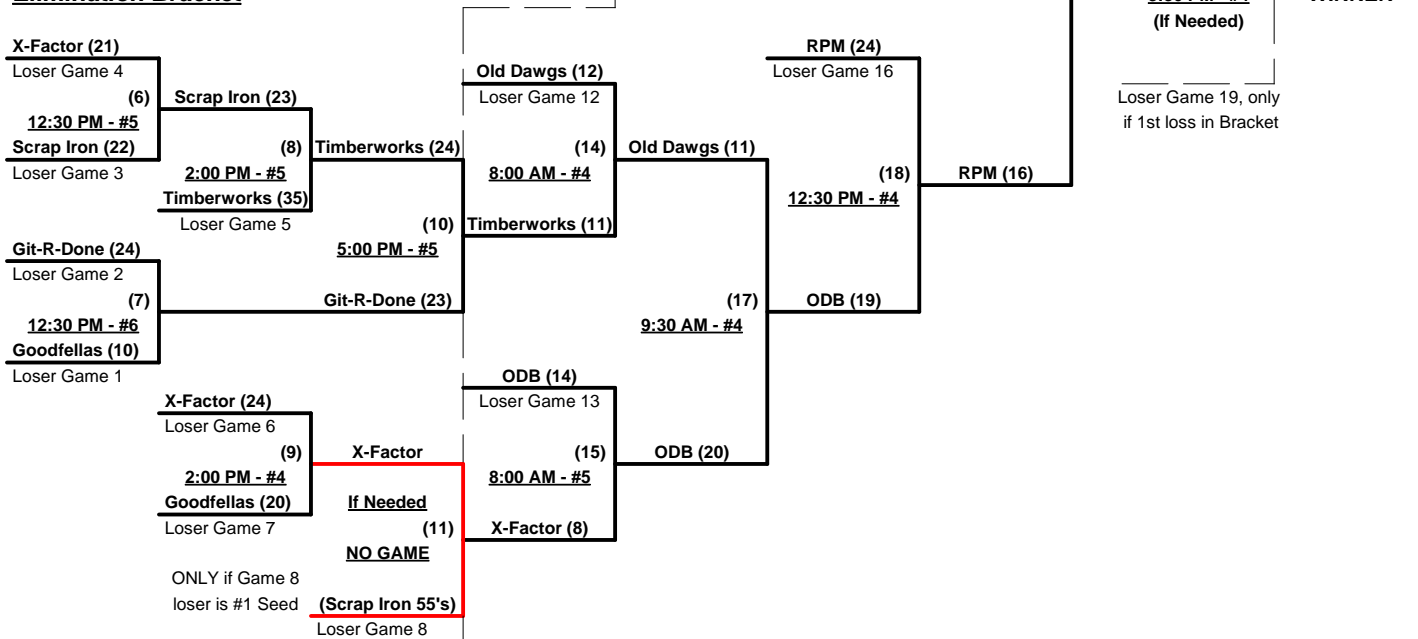 Elimination Bracket
(If Needed)
Loser Game 19, only
if 1st loss in Bracket
X-Factor (21)
Loser Game 4
(6)
12:30 PM - #5
Scrap Iron (22)
Loser Game 3
Scrap Iron (23)
(8)
2:00 PM - #5
Timberworks (35)
Loser Game 5
Git-R-Done (24)
Loser Game 2
(7)
12:30 PM - #6
Goodfellas (10)
Loser Game 1
Timberworks (24)
(10)
5:00 PM - #5
Git-R-Done (23)
X-Factor (24)
Loser Game 6
(9)
2:00 PM - #4
Goodfellas (20)
Loser Game 7
X-Factor
If Needed
(11)
NO GAME
ONLY if Game 8
loser is #1 Seed
(Scrap Iron 55's)
Loser Game 8
Old Dawgs (12)
Loser Game 12
(14)
8:00 AM - #4
Timberworks (11)
ODB (14)
Loser Game 13
(15)
8:00 AM - #5
X-Factor (8)
Old Dawgs (11)
(17)
9:30 AM - #4
ODB (20)
RPM (24)
Loser Game 16
(18)
12:30 PM - #4
ODB (19)
RPM (16)